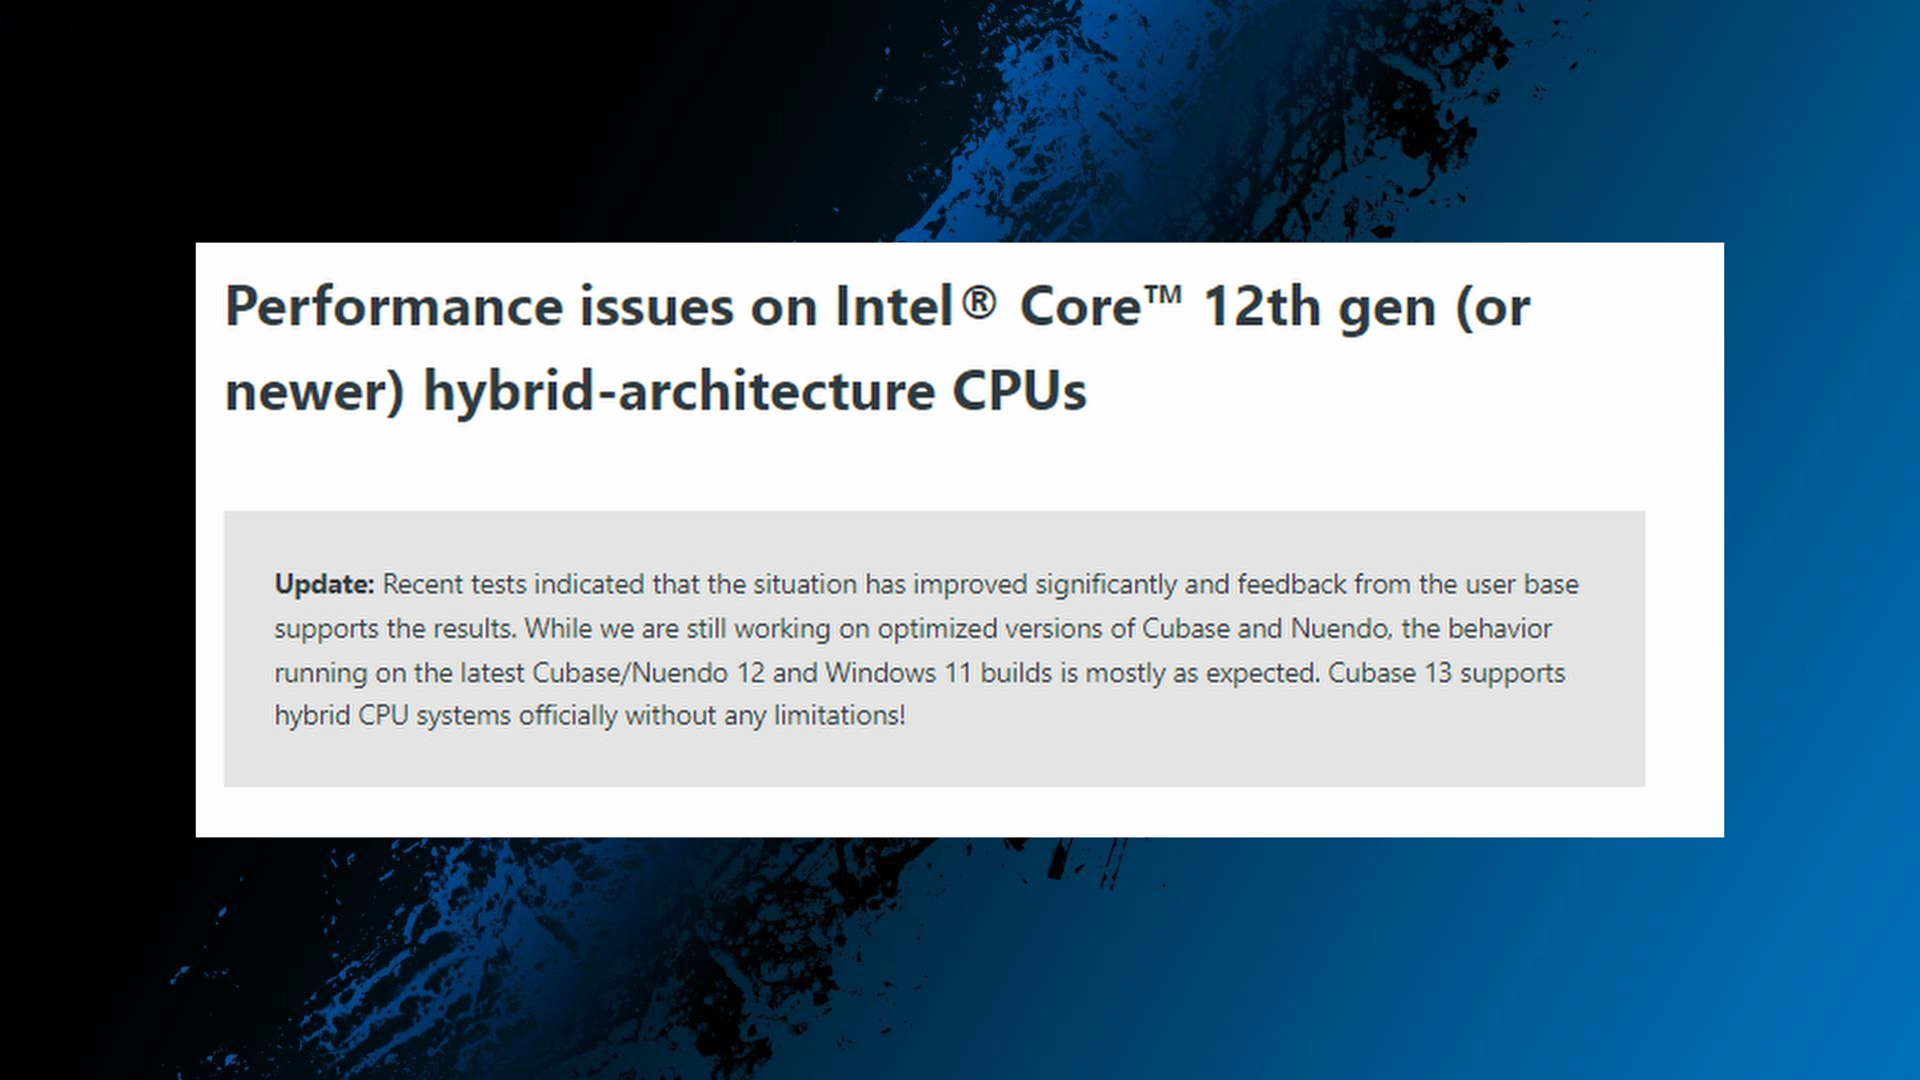 Performance issues on Intel® Core™ 12th gen (or
newer) hybrid-architecture CPUs
Update: Recent tests indicated that the situation has improved significantly and feedback from the user base
supports the results. While we are still working on optimized versions of Cubase and Nuendo, the behavior
running on the latest Cubase/Nuendo 12 and Windows 11 builds is mostly as expected. Cubase 13 supports
hybrid CPU systems officially without any limitations!